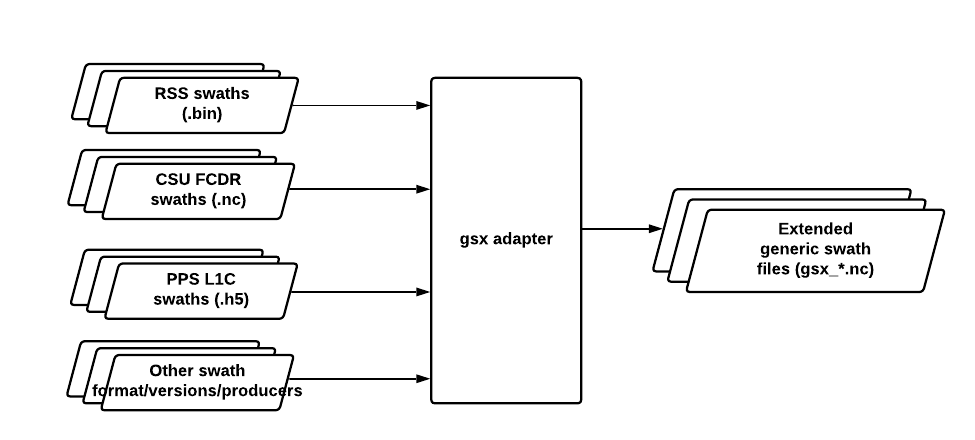 RSS swaths
(.bin)
CSU FCDR
swaths (.nc)
PPS L1C
swaths (.h5)
Other swath
format/versions/producers
gsx adapter
Extended
generic swath
files (gsx_*.nc)